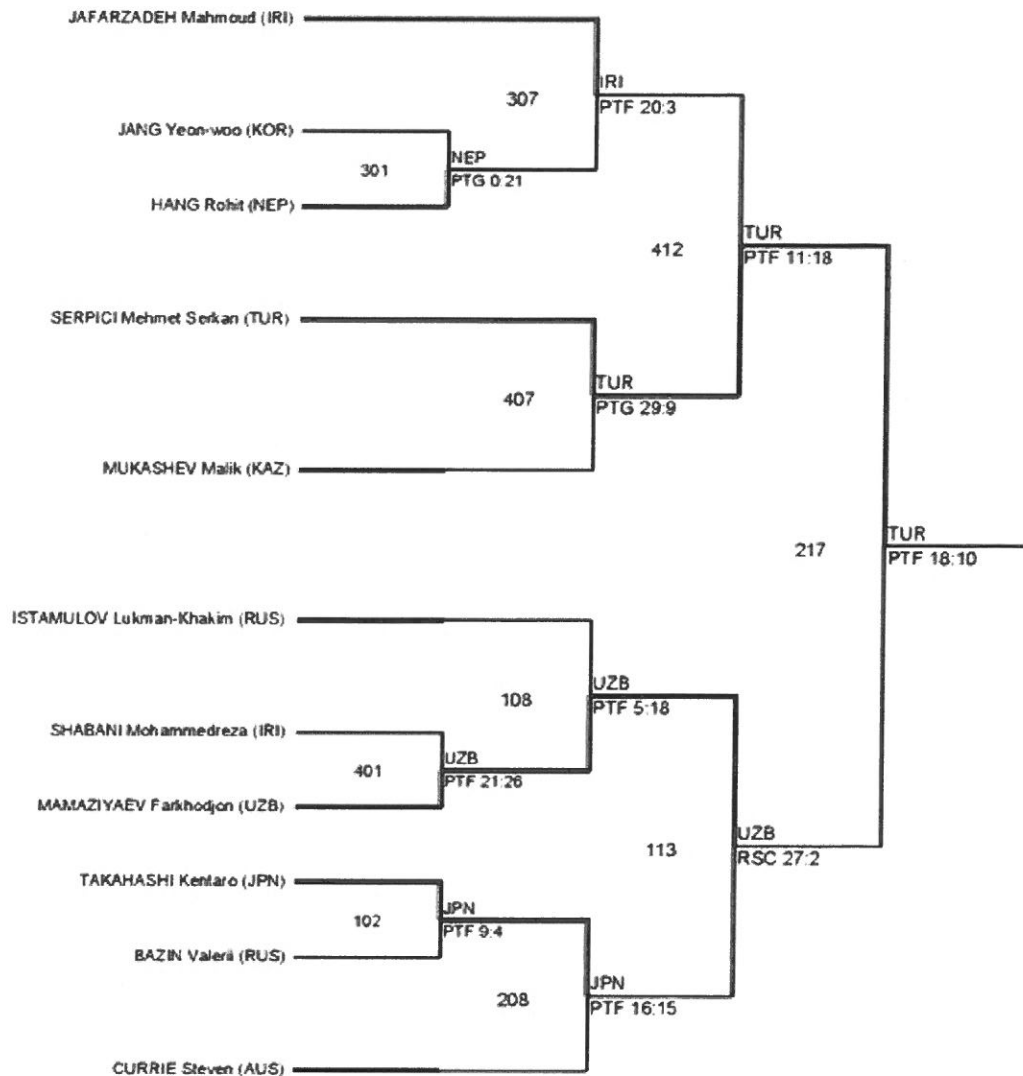 JAFARZADEH Mahmoud (IRI)
307
IRI
PTF 20:3
JANG Yeon-woo (KOR)
301
NEP
PTG 0:21
HANG Rohit (NEP)
412
TUR
PTF 11:18
SERPICI Mehmet Serkan (TUR)
407
TUR
PTG 29:9
MUKASHEV Malik (KAZ)
217
TUR
PTF 18:10
ISTAMULOV Lukman-Khakim (RUS)
108
UZB
PTF 5:18
SHABANI Mohammedreza (IRI)
401
UZB
PTF 21:26
MAMAZIYAEV Farkhodjon (UZB)
113
UZB
RSC 27:2
TAKAHASHI Kentaro (JPN)
102
JPN
PTF 9:4
BAZIN Valerii (RUS)
208
JPN
PTF 16:15
CURRIE Steven (AUS)